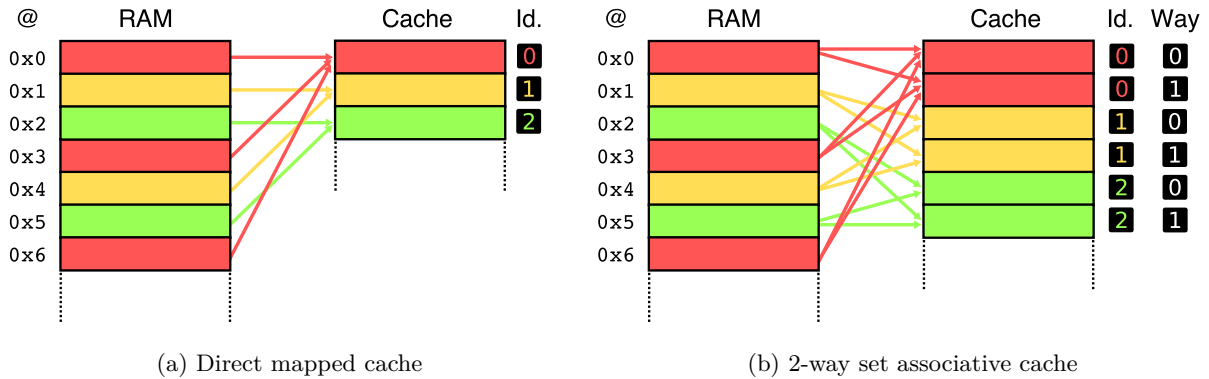 @ RAM Cache Id.
0x0 0
0x1 1
0x2 2
0x3
0x4
0x5
0x6
(a) Direct mapped cache
@ RAM Cache Id. Way
0x0 0 0
0x1 0 1
0x2 1 0
0x3 1 1
0x4 2 0
0x5 2 1
0x6
(b) 2-way set associative cache